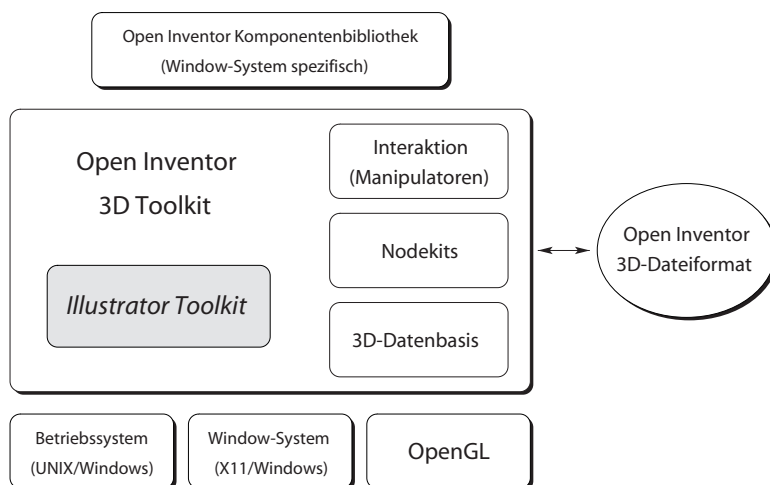 Open Inventor Komponentenbibliothek
(Window-System spezifisch)
Open Inventor
3D Toolkit
Illustrator Toolkit
Interaktion
(Manipulatoren)
Nodekits
3D-Datenbasis
Open Inventor
3D-Dateiformat
Betriebssystem
(UNIX/Windows)
Window-System
(X11/Windows)
OpenGL